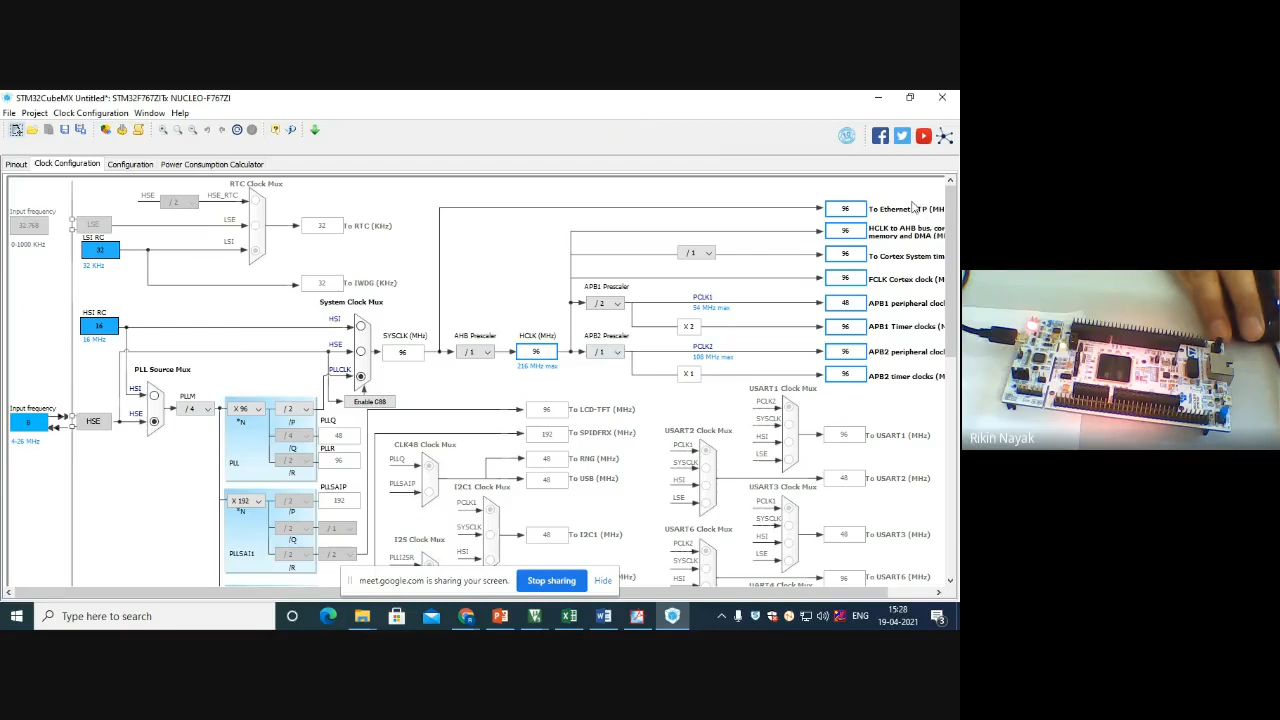 STM32CubeMX Untitled*: STM32F767ZITx NUCLEO-F767ZI
File Project Clock Configuration Window Help
Pinout Clock Configuration Configuration Power Consumption Calculator
RTC Clock Mux
HSE / 2 HSE_RTC
Input frequency
32.768
0-1000 KHz
LSE
LSE
LSI RC
32
32 KHz
LSI
32 To RTC (KHz)
32 To IWDG (KHz)
System Clock Mux
HSI RC
16
16 MHz
HSI
HSE
PLLCLK
Enable CSS
SYSCLK (MHz)
96
AHB Prescaler
/ 1
HCLK (MHz)
96
216 MHz max
/ 1
APB1 Prescaler
/ 2
PCLK1
54 MHz max
X 2
APB2 Prescaler
/ 1
PCLK2
108 MHz max
X 1
96 To Ethernet
96 HCLK to AHB bus,
memory and DMA
96 To Cortex System
96 FCLK Cortex clock
48 APB1 peripheral
96 APB1 Timer clocks
96 APB2 peripheral
96 APB2 timer clocks
PLL Source Mux
HSI
HSE
Input frequency
8
4-26 MHz
HSE
PLLM
/ 4
X 96
*N
/ 2
/P
PLLQ
/ 4 48
/Q
PLLR
/ 2 96
/R
PLL
PLLSAIP
X 192 / 2 192
*N
/P
/ 2 / 1
/Q
/ 2 / 2
/R
PLLSAI1
96 To LCD-TFT (MHz)
192 To SPDIFRX (MHz)
CLK48 Clock Mux
PLLQ
PLLSAIP
48 To RNG (MHz)
48 To USB (MHz)
I2C1 Clock Mux
PCLK1
SYSCLK
HSI
48 To I2C1 (MHz)
I2S Clock Mux
PLLI2SR
USART1 Clock Mux
PCLK2
SYSCLK
HSI
LSE
96 To USART1 (MHz)
USART2 Clock Mux
PCLK1
SYSCLK
HSI
LSE
48 To USART2 (MHz)
USART3 Clock Mux
PCLK1
SYSCLK
HSI
LSE
48 To USART3 (MHz)
USART6 Clock Mux
PCLK2
SYSCLK
HSI
96 To USART6 (MHz)
UART4 Clock Mux
meet.google.com is sharing your screen. Stop sharing Hide
Type here to search
ENG
15:28
19-04-2021
3
Rikin Nayak